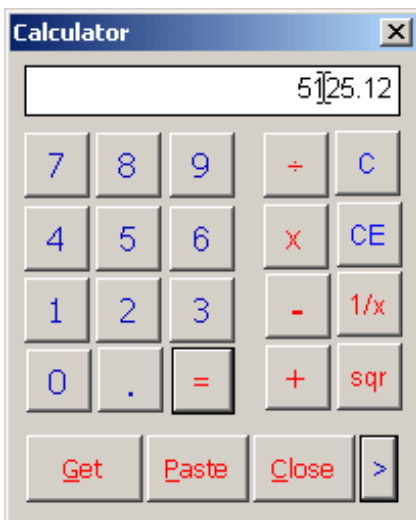 Calculator
5125.12
7 8 9 ÷ C
4 5 6 X CE
1 2 3 - 1/x
0 . = + sqr
Get Paste Close >